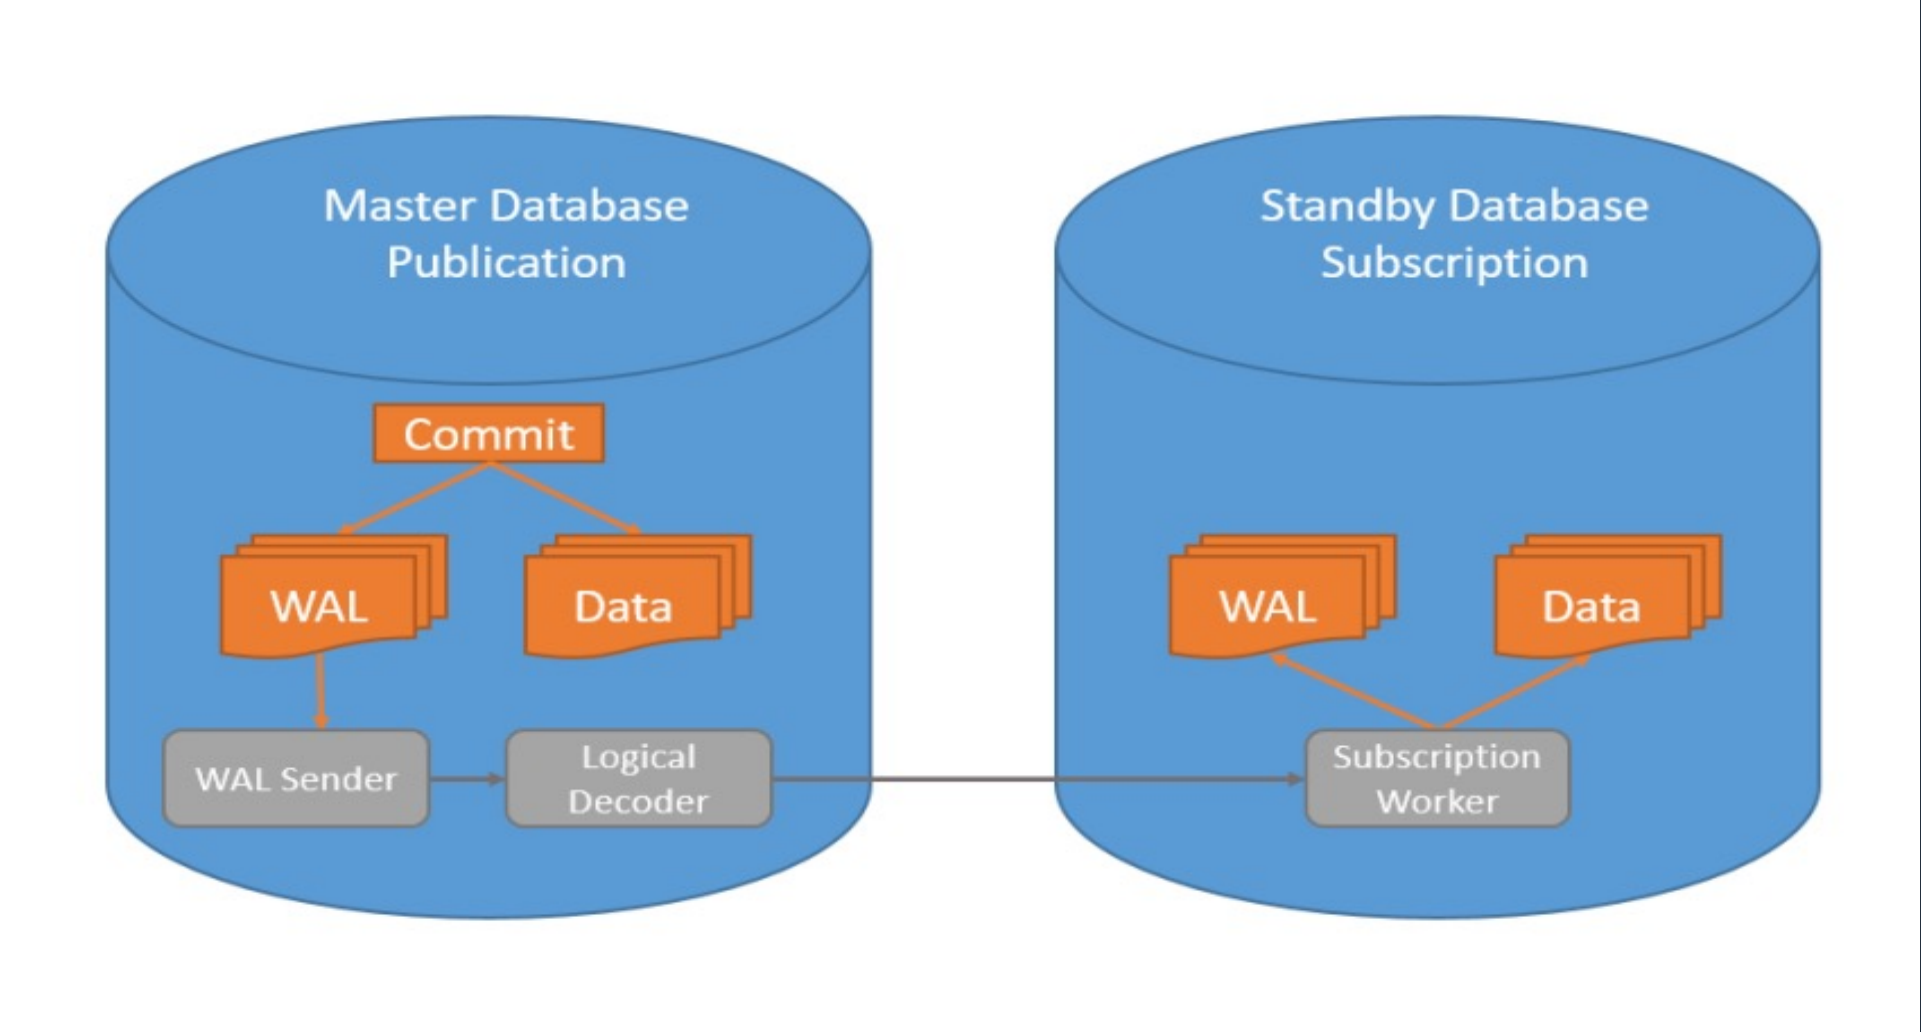 Master Database
Publication
Commit
WAL
Data
WAL Sender
Logical
Decoder
Standby Database
Subscription
WAL
Data
Subscription
Worker